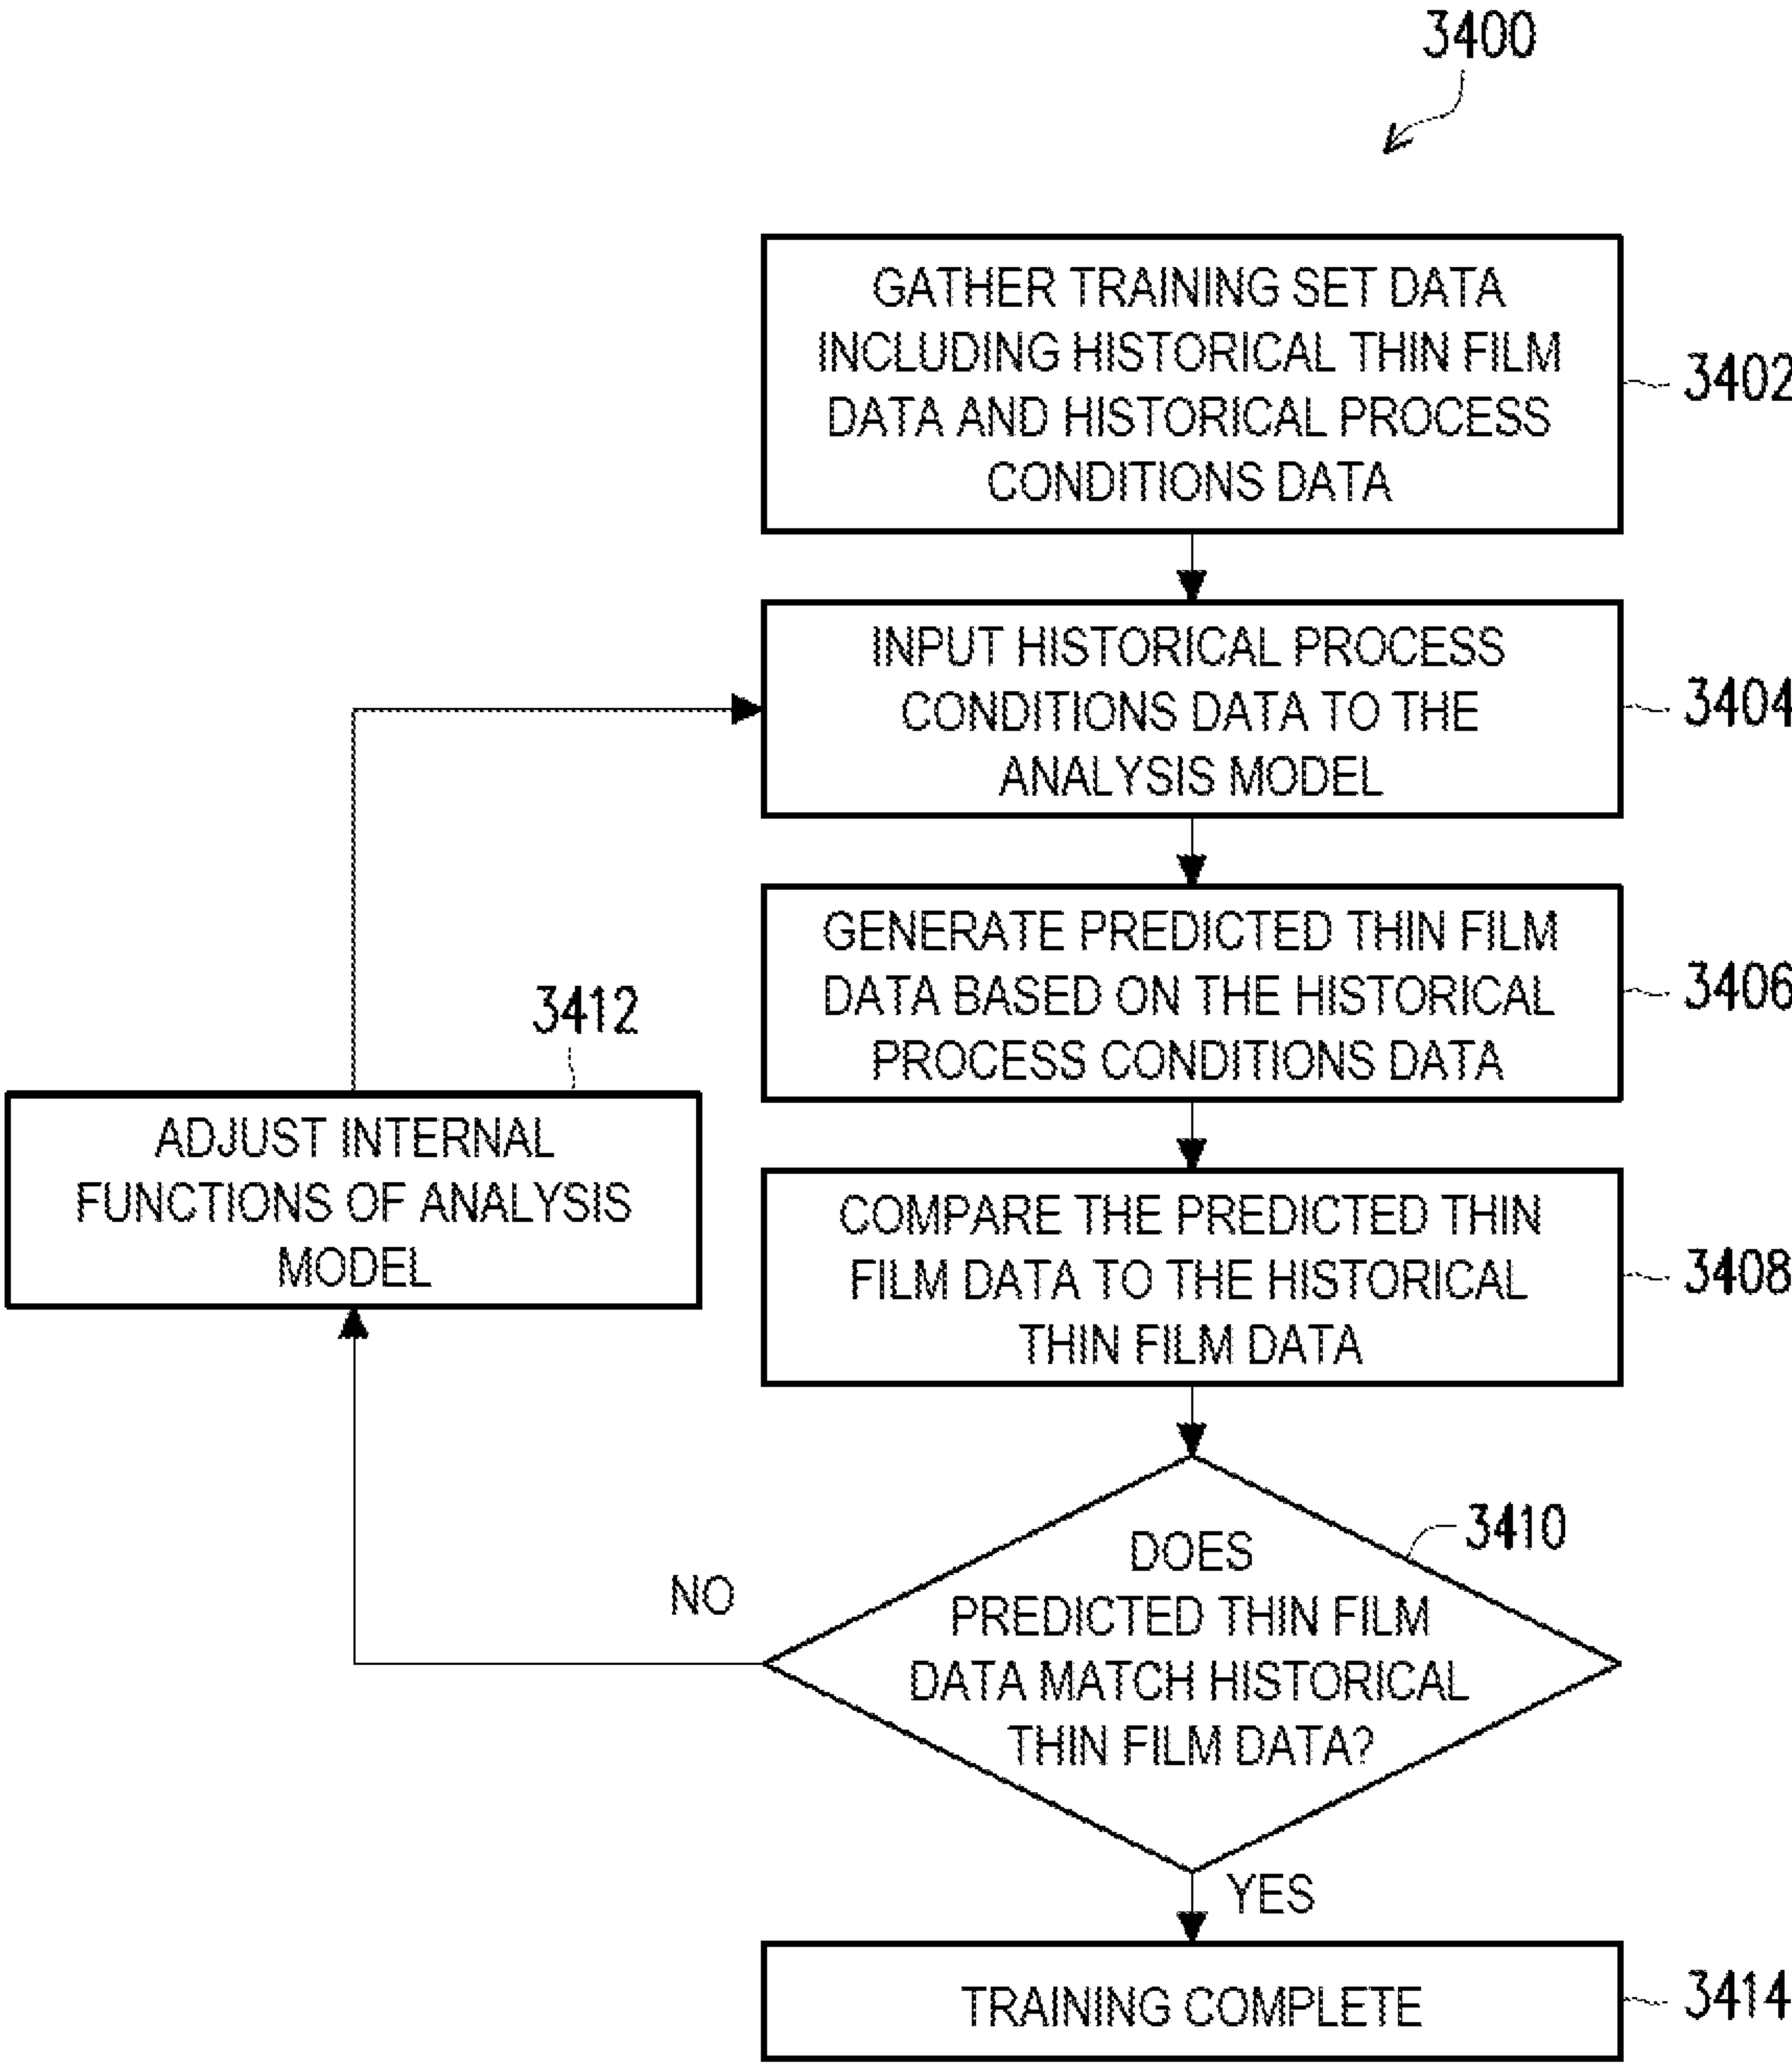 3400
GATHER TRAINING SET DATA
INCLUDING HISTORICAL THIN FILM
DATA AND HISTORICAL PROCESS
CONDITIONS DATA
3402
INPUT HISTORICAL PROCESS
CONDITIONS DATA TO THE
ANALYSIS MODEL
3404
GENERATE PREDICTED THIN FILM
DATA BASED ON THE HISTORICAL
PROCESS CONDITIONS DATA
3406
3412
ADJUST INTERNAL
FUNCTIONS OF ANALYSIS
MODEL
COMPARE THE PREDICTED THIN
FILM DATA TO THE HISTORICAL
THIN FILM DATA
3408
3410
DOES
PREDICTED THIN FILM
DATA MATCH HISTORICAL
THIN FILM DATA?
NO
YES
TRAINING COMPLETE
3414